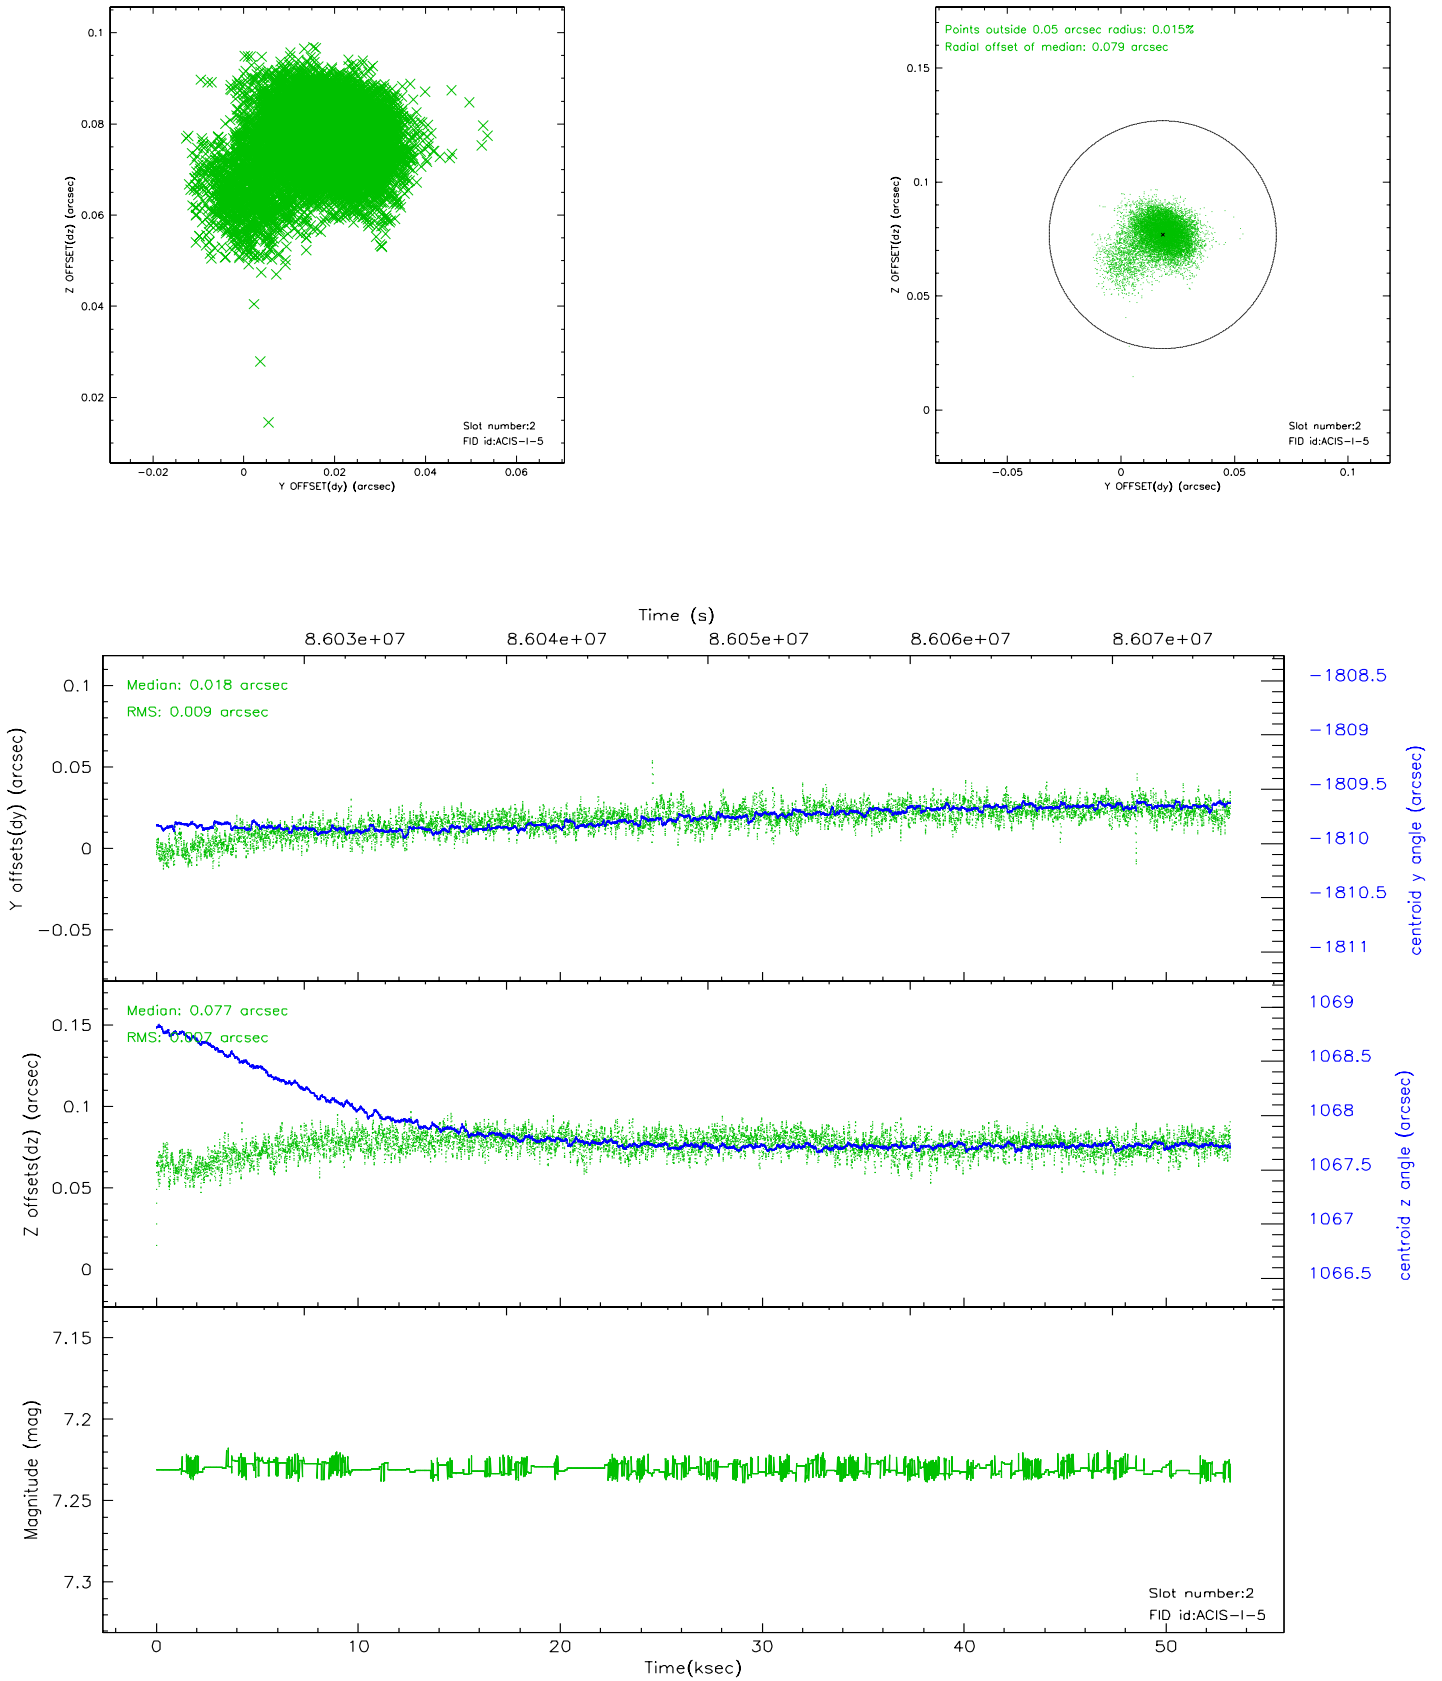 0.1
0.08
0.06
0.04
0.02
Z OFFSET(dz) (arcsec)
Slot number:2
FID id:ACIS-I-5
-0.02 0 0.02 0.04 0.06
Y OFFSET(dy) (arcsec)
Points outside 0.05 arcsec radius: 0.015%
Radial offset of median: 0.079 arcsec
0.15
0.1
0.05
0
Z OFFSET(dz) (arcsec)
Slot number:2
FID id:ACIS-I-5
-0.05 0 0.05 0.1
Y OFFSET(dy) (arcsec)
Time (s)
8.603e+07 8.604e+07 8.605e+07 8.606e+07 8.607e+07
Median: 0.018 arcsec
RMS: 0.009 arcsec
0.1
0.05
0
-0.05
Y offsets(dy) (arcsec)
-1808.5
-1809
-1809.5
-1810
-1810.5
-1811
centroid y angle (arcsec)
Median: 0.077 arcsec
RMS: 0.007 arcsec
0.15
0.1
0.05
0
Z offsets(dz) (arcsec)
1069
1068.5
1068
1067.5
1067
1066.5
centroid z angle (arcsec)
7.15
7.2
7.25
7.3
Magnitude (mag)
Slot number:2
FID id:ACIS-I-5
0 10 20 30 40 50
Time(ksec)